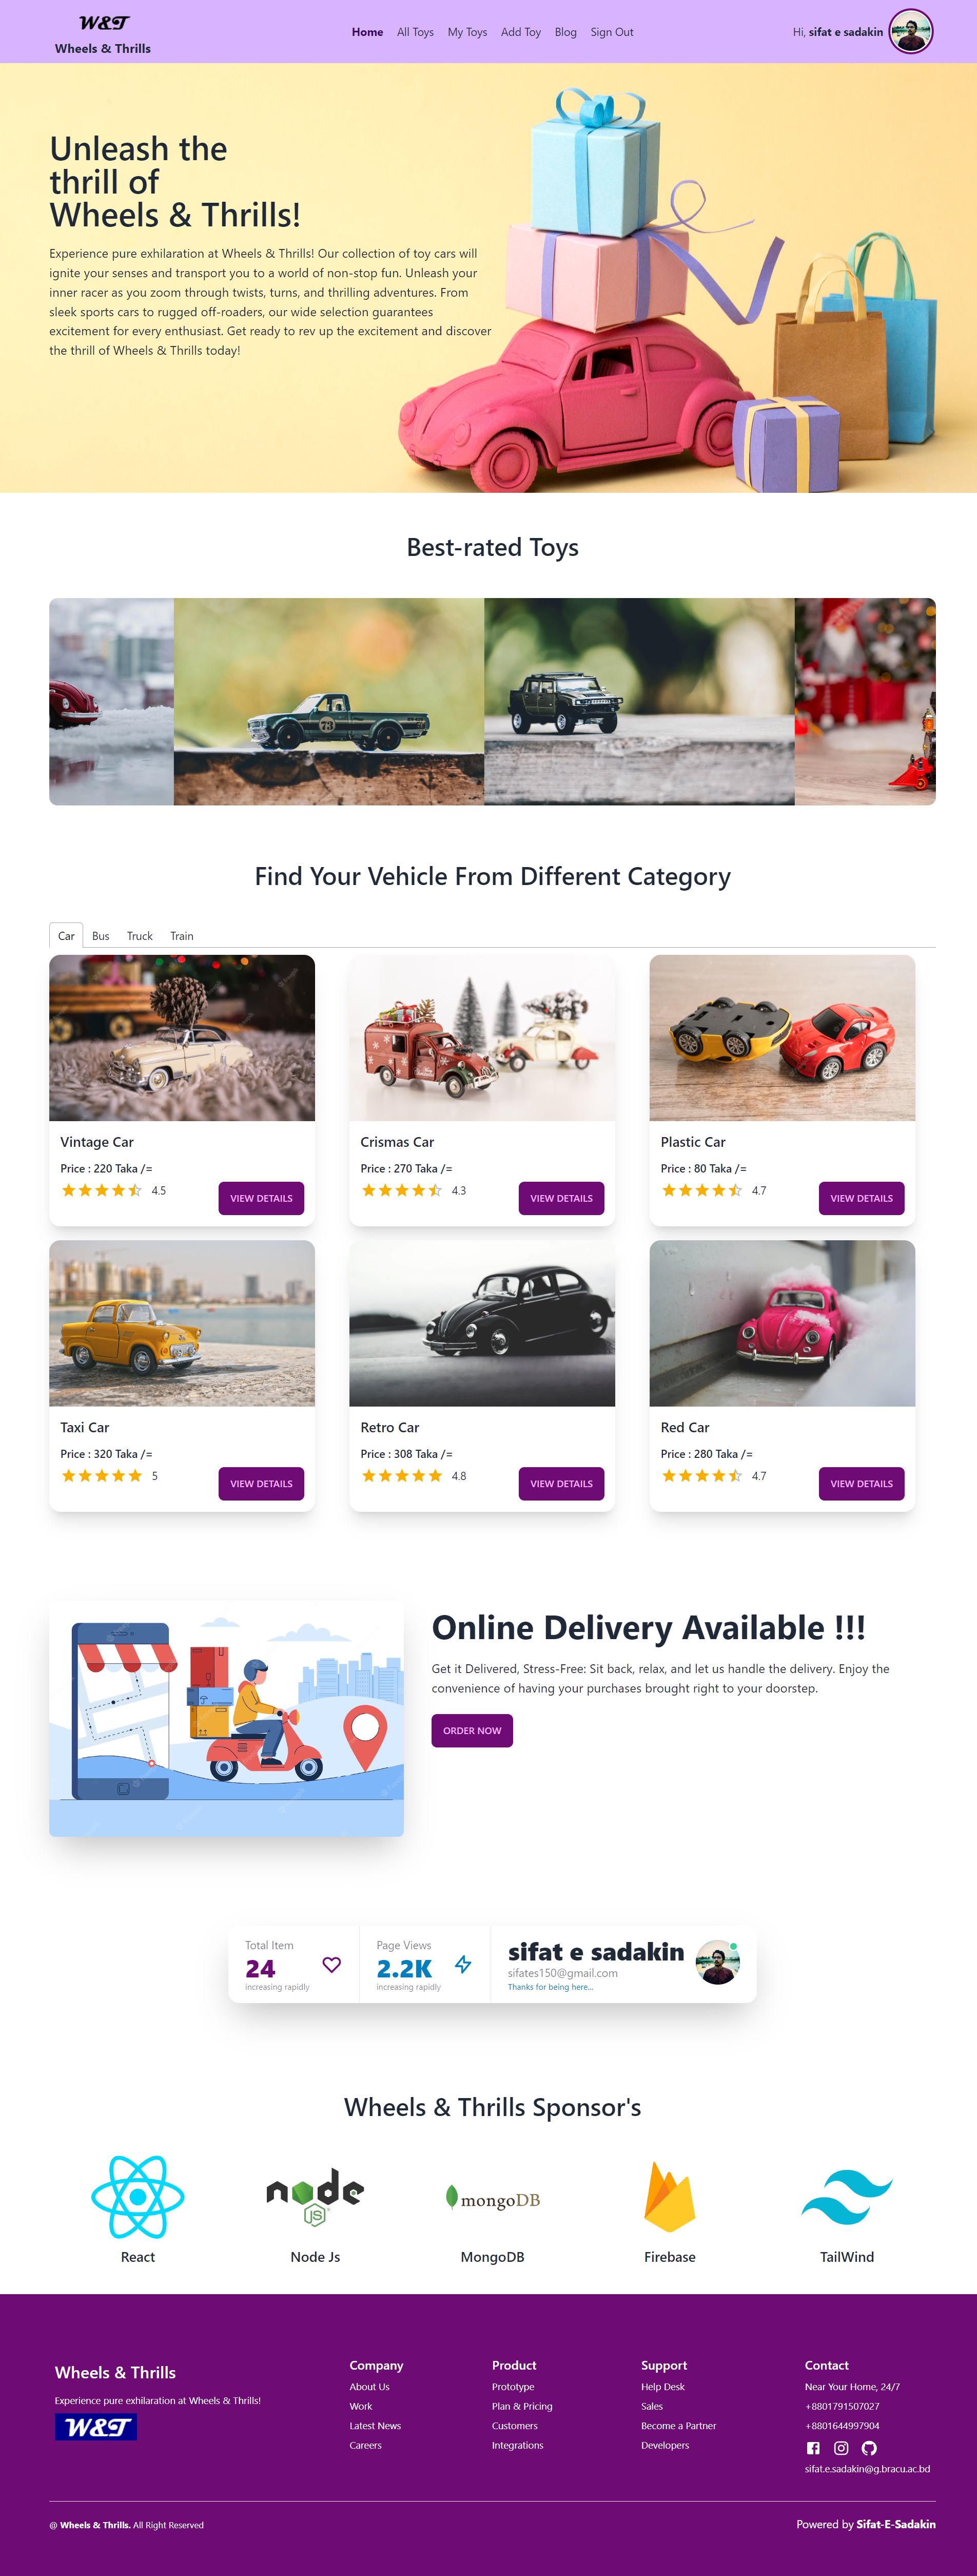 W&T
Wheels & Thrills
Home All Toys My Toys Add Toy Blog Sign Out
Hi, sifat e sadakin
Unleash the
thrill of
Wheels & Thrills!
Experience pure exhilaration at Wheels & Thrills! Our collection of toy cars will
ignite your senses and transport you to a world of non-stop fun. Unleash your
inner racer as you zoom through twists, turns, and thrilling adventures. From
sleek sports cars to rugged off-roaders, our wide selection guarantees
excitement for every enthusiast. Get ready to rev up the excitement and discover
the thrill of Wheels & Thrills today!
Best-rated Toys
73
Find Your Vehicle From Different Category
Car Bus Truck Train
Vintage Car
Price : 220 Taka /=
4.5
VIEW DETAILS
Crismas Car
Price : 270 Taka /=
4.3
VIEW DETAILS
Plastic Car
Price : 80 Taka /=
4.7
VIEW DETAILS
Taxi Car
Price : 320 Taka /=
5
VIEW DETAILS
Retro Car
Price : 308 Taka /=
4.8
VIEW DETAILS
Red Car
Price : 280 Taka /=
4.7
VIEW DETAILS
Online Delivery Available !!!
Get it Delivered, Stress-Free: Sit back, relax, and let us handle the delivery. Enjoy the
convenience of having your purchases brought right to your doorstep.
ORDER NOW
Total Item
24
increasing rapidly
Page Views
2.2K
increasing rapidly
sifat e sadakin
sifates150@gmail.com
Thanks for being here...
Wheels & Thrills Sponsor's
node
JS
mongoDB
React
Node Js
MongoDB
Firebase
TailWind
Wheels & Thrills
Experience pure exhilaration at Wheels & Thrills!
W&T
Company
About Us
Work
Latest News
Careers
Product
Prototype
Plan & Pricing
Customers
Integrations
Support
Help Desk
Sales
Become a Partner
Developers
Contact
Near Your Home, 24/7
+8801791507027
+8801644997904
sifat.e.sadakin@g.bracu.ac.bd
@ Wheels & Thrills. All Right Reserved
Powered by Sifat-E-Sadakin